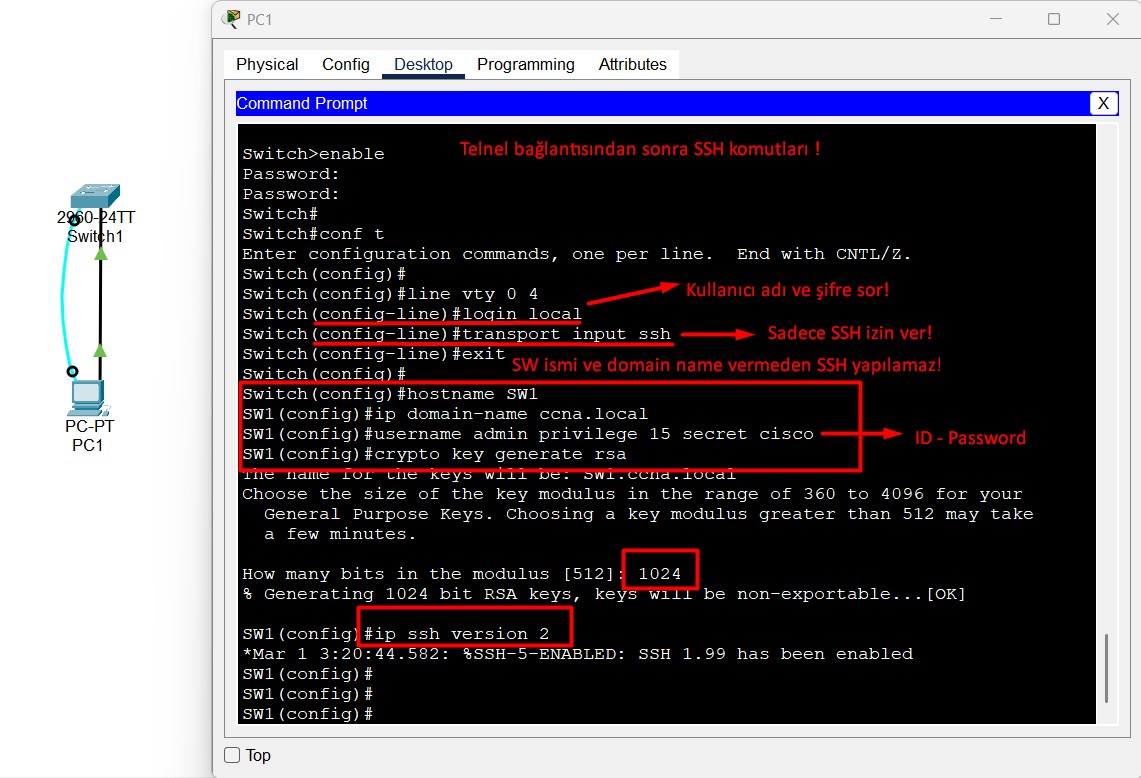 PC1
Physical Config Desktop Programming Attributes
Command Prompt X
Telnel bağlantısından sonra SSH komutları !
Switch>enable
Password:
Password:
Switch#
Switch#conf t
Enter configuration commands, one per line. End with CNTL/Z.
Switch(config)#
Switch(config)#line vty 0 4
Kullanıcı adı ve şifre sor!
Switch(config-line)#login local
Switch(config-line)#transport input ssh
Sadece SSH izin ver!
Switch(config-line)#exit
SW ismi ve domain name vermeden SSH yapılamaz!
Switch(config)#
Switch(config)#hostname SW1
SW1(config)#ip domain-name ccna.local
SW1(config)#username admin privilege 15 secret cisco
ID - Password
SW1(config)#crypto key generate rsa
The name for the keys will be: SW1.ccna.local
Choose the size of the key modulus in the range of 360 to 4096 for your
General Purpose Keys. Choosing a key modulus greater than 512 may take
a few minutes.
How many bits in the modulus [512]: 1024
% Generating 1024 bit RSA keys, keys will be non-exportable...[OK]
SW1(config)#ip ssh version 2
*Mar 1 3:20:44.582: %SSH-5-ENABLED: SSH 1.99 has been enabled
SW1(config)#
SW1(config)#
SW1(config)#
Top
2960-24TT
Switch1
PC-PT
PC1